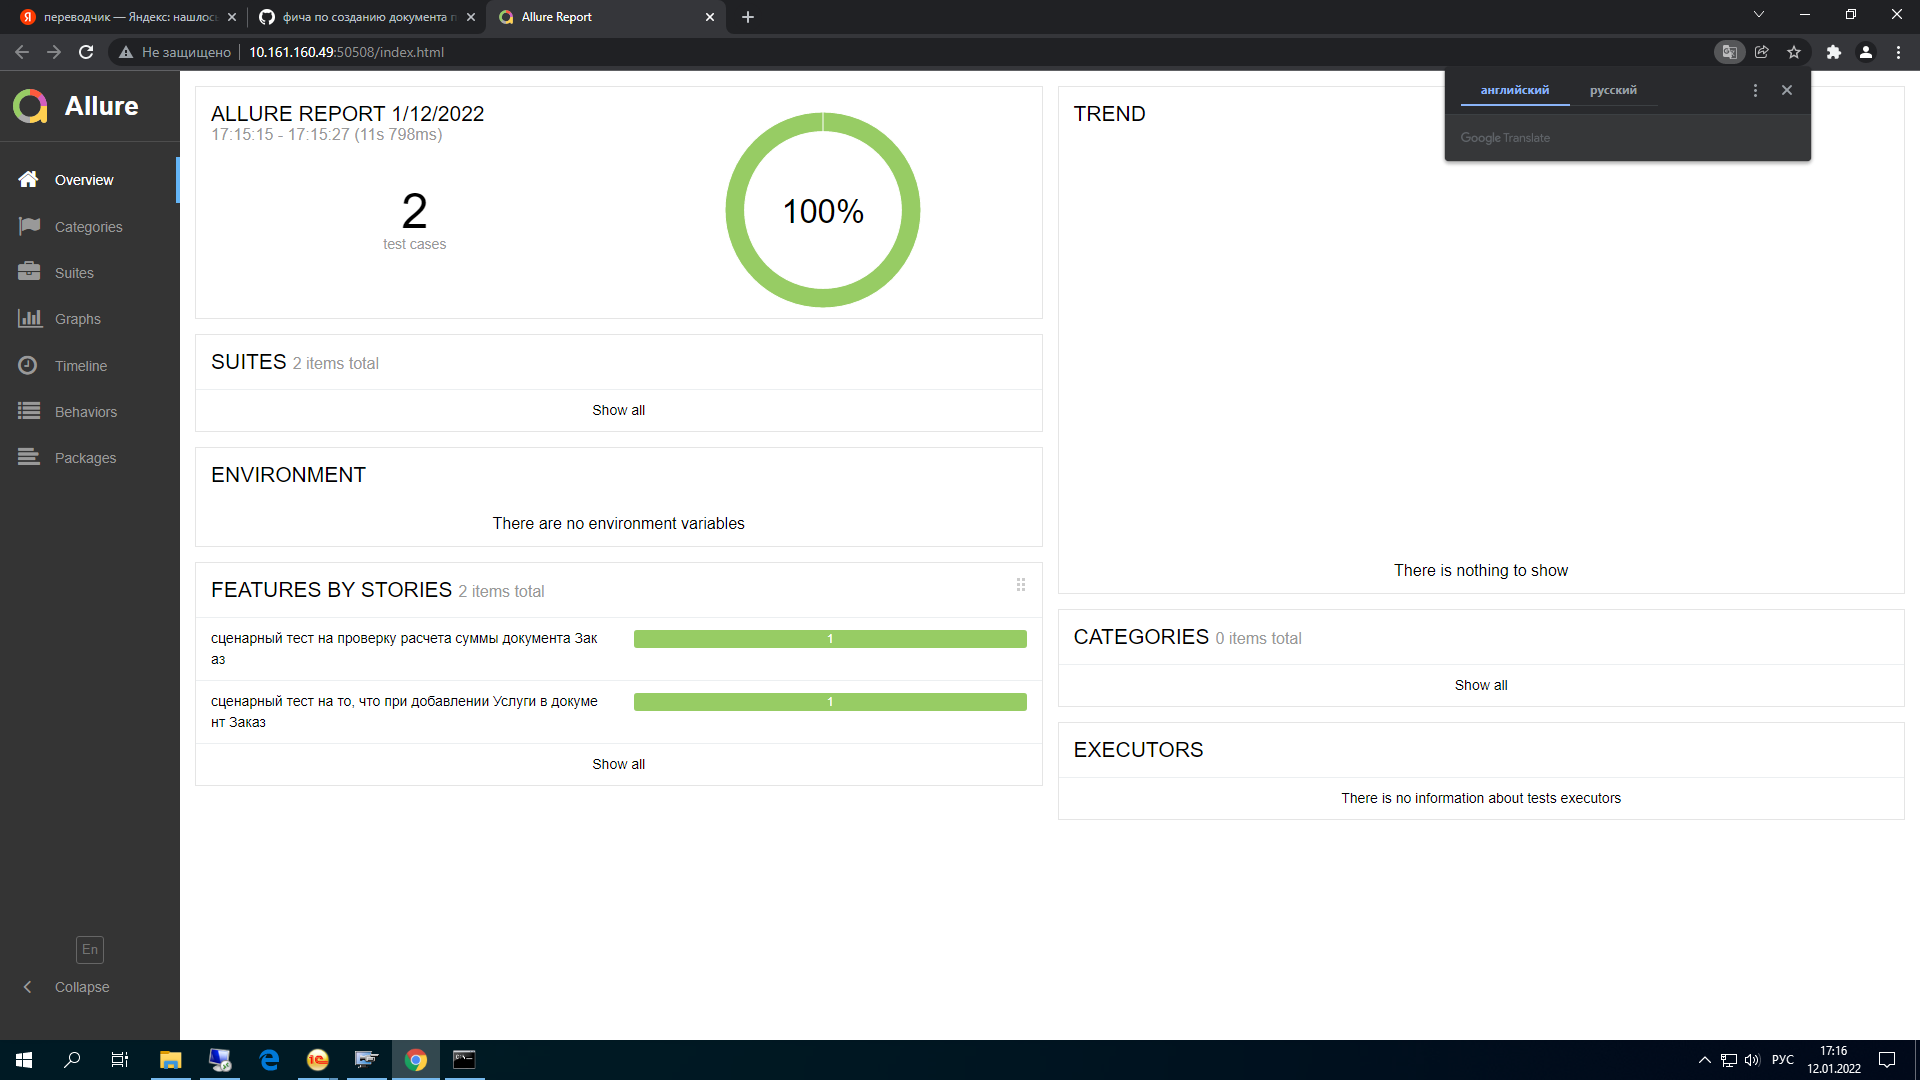 переводчик — Яндекс: нашлось
фича по созданию документа п
Allure Report
Не защищено
10.161.160.49:50508/index.html
английский
русский
Google Translate
Allure
Overview
Categories
Suites
Graphs
Timeline
Behaviors
Packages
En
Collapse
ALLURE REPORT 1/12/2022
17:15:15 - 17:15:27 (11s 798ms)
2
test cases
100%
SUITES 2 items total
Show all
ENVIRONMENT
There are no environment variables
FEATURES BY STORIES 2 items total
сценарный тест на проверку расчета суммы документа Зак
аз
1
сценарный тест на то, что при добавлении Услуги в докуме
нт Заказ
1
Show all
TREND
There is nothing to show
CATEGORIES 0 items total
Show all
EXECUTORS
There is no information about tests executors
РУС
17:16
12.01.2022